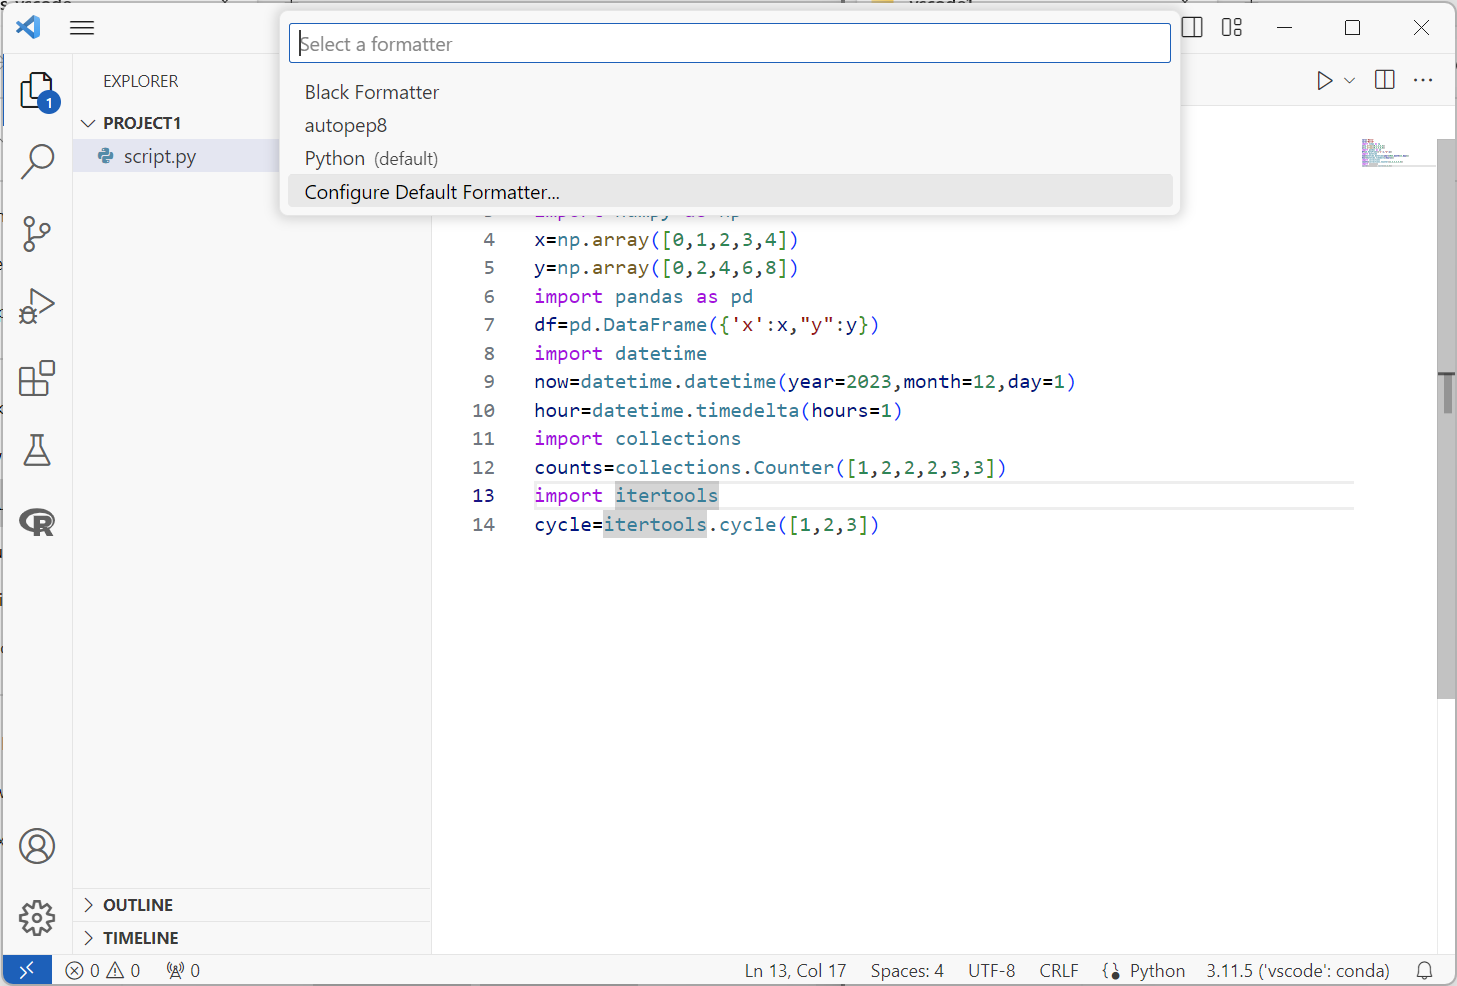 Select a formatter
Black Formatter
autopep8
Python (default)
Configure Default Formatter...
EXPLORER
PROJECT1
script.py
1
4 x=np.array([0,1,2,3,4])
5 y=np.array([0,2,4,6,8])
6 import pandas as pd
7 df=pd.DataFrame({'x':x,"y":y})
8 import datetime
9 now=datetime.datetime(year=2023,month=12,day=1)
10 hour=datetime.timedelta(hours=1)
11 import collections
12 counts=collections.Counter([1,2,2,2,3,3])
13 import itertools
14 cycle=itertools.cycle([1,2,3])
R
OUTLINE
TIMELINE
0 0 0 Ln 13, Col 17 Spaces: 4 UTF-8 CRLF Python 3.11.5 ('vscode': conda)